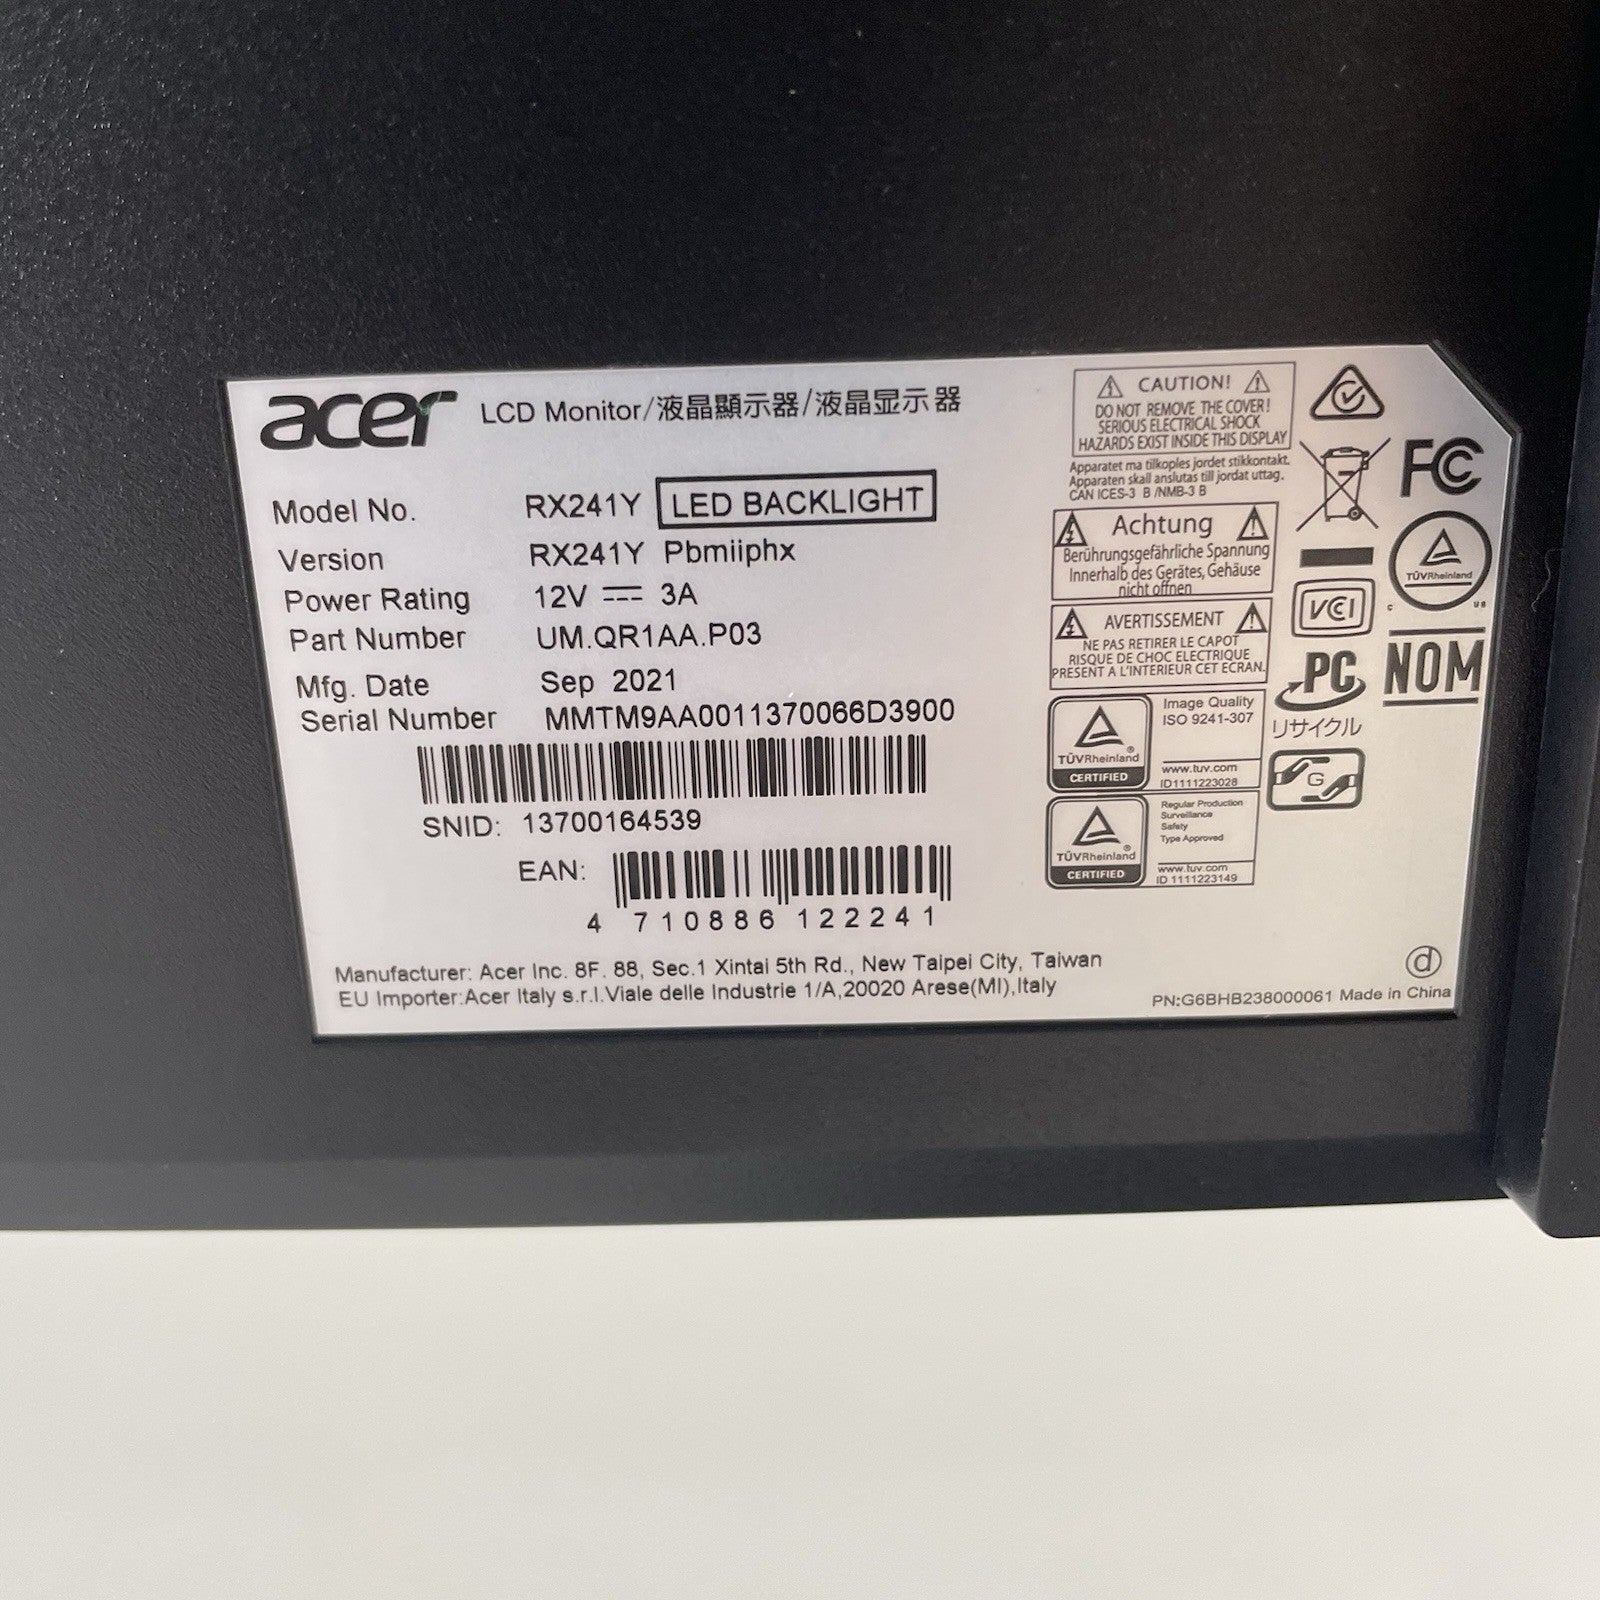 acer LCD Monitor/液晶顯示器/液晶显示器
Model No. RX241Y LED BACKLIGHT
Version RX241Y Pbmiiphx
Power Rating 12V 3A
Part Number UM.QR1AA.P03
Mfg. Date Sep 2021
Serial Number MMTM9AA0011370066D3900
SNID: 13700164539
EAN:
4 710886 122241
Manufacturer: Acer Inc. 8F. 88, Sec.1 Xintai 5th Rd., New Taipei City, Taiwan
EU Importer:Acer Italy s.r.l.Viale delle Industrie 1/A,20020 Arese(MI),Italy
CAUTION!
DO NOT REMOVE THE COVER!
SERIOUS ELECTRICAL SHOCK
HAZARDS EXIST INSIDE THIS DISPLAY
Apparatet ma tilkoples jordet stikkontakt.
Apparaten skall anslutas till jordat uttag.
CAN ICES-3 B /NMB-3 B
Achtung
Berührungsgefährliche Spannung
Innerhalb des Gerätes, Gehäuse
nicht offnen
AVERTISSEMENT
NE PAS RETIRER LE CAPOT
RISQUE DE CHOC ELECTRIQUE
PRESENT A L'INTERIEUR CET ECRAN.
TÜVRheinland®
CERTIFIED
Image Quality
ISO 9241-307
www.tuv.com
ID1111223028
TÜVRheinland®
CERTIFIED
Regular Production
Surveillance
Safety
Type Approved
www.tuv.com
ID 1111223149
FC
TÜVRheinland
C US
VCCI
PC
リサイクル
NOM
G
d
PN:G6BHB238000061 Made in China